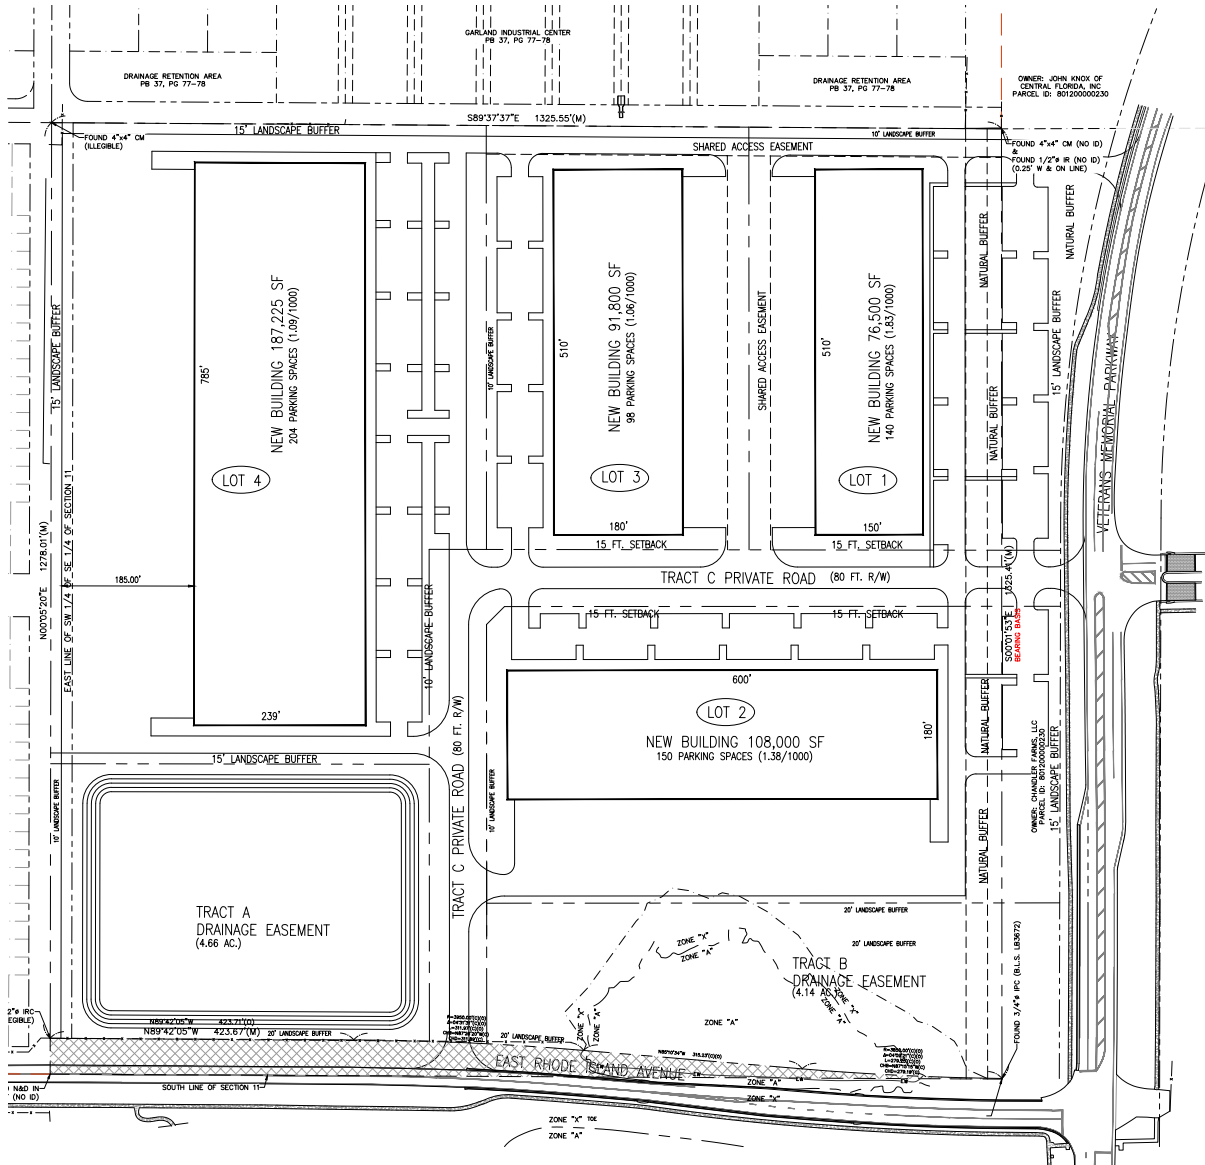 GARLAND INDUSTRIAL CENTER
PB 37, PG 77-78
DRAINAGE RETENTION AREA
PB 37, PG 77-78
DRAINAGE RETENTION AREA
PB 37, PG 77-78
OWNER: JOHN KNOX OF
CENTRAL FLORIDA, INC
PARCEL ID: 801200000230
S89°37'37"E 1325.55'(M)
FOUND 4"x4" CM
(ILLEGIBLE)
15' LANDSCAPE BUFFER
10' LANDSCAPE BUFFER
SHARED ACCESS EASEMENT
FOUND 4"x4" CM (NO ID)
&
FOUND 1/2"ø IR (NO ID)
(0.25' W & ON LINE)
15' LANDSCAPE BUFFER
EAST LINE OF SW 1/4 OF SE 1/4 OF SECTION 11
N00°05'20"E 1278.01'(M)
185.00'
785'
NEW BUILDING 187,225 SF
204 PARKING SPACES (1.09/1000)
LOT 4
239'
10' LANDSCAPE BUFFER
10' LANDSCAPE BUFFER
510'
NEW BUILDING 91,800 SF
98 PARKING SPACES (1.06/1000)
LOT 3
180'
15 FT. SETBACK
SHARED ACCESS EASEMENT
510'
NEW BUILDING 76,500 SF
140 PARKING SPACES (1.83/1000)
LOT 1
150'
15 FT. SETBACK
NATURAL BUFFER
NATURAL BUFFER
NATURAL BUFFER
15' LANDSCAPE BUFFER
VETERANS MEMORIAL PARKWAY
TRACT C PRIVATE ROAD (80 FT. R/W)
15 FT. SETBACK
15 FT. SETBACK
S00°01'53"E 1325.41'(M)
BEARING BASIS
600'
LOT 2
NEW BUILDING 108,000 SF
150 PARKING SPACES (1.38/1000)
180'
NATURAL BUFFER
NATURAL BUFFER
OWNER: CHANDLER FARMS, LLC
PARCEL ID: 801200000230
15' LANDSCAPE BUFFER
15' LANDSCAPE BUFFER
10' LANDSCAPE BUFFER
TRACT C PRIVATE ROAD (80 FT. R/W)
10' LANDSCAPE BUFFER
TRACT A
DRAINAGE EASEMENT
(4.66 AC.)
20' LANDSCAPE BUFFER
20' LANDSCAPE BUFFER
ZONE "X"
ZONE "A"
TRACT B
DRAINAGE EASEMENT
(4.14 AC.)
ZONE "X"
ZONE "A"
ZONE "X"
ZONE "A"
ZONE "A"
FOUND 3/4"ø IPC (B.L.S. LB3672)
2"ø IRC
EGIBLE)
N89°42'05"W 423.71'(D)
N89°42'05"W 423.67'(M)
20' LANDSCAPE BUFFER
20' LANDSCAPE BUFFER
EAST RHODE ISLAND AVENUE
SOUTH LINE OF SECTION 11
N&D IN
(NO ID)
ZONE "A"
ZONE "X"
ZONE "X" TOE
ZONE "A"